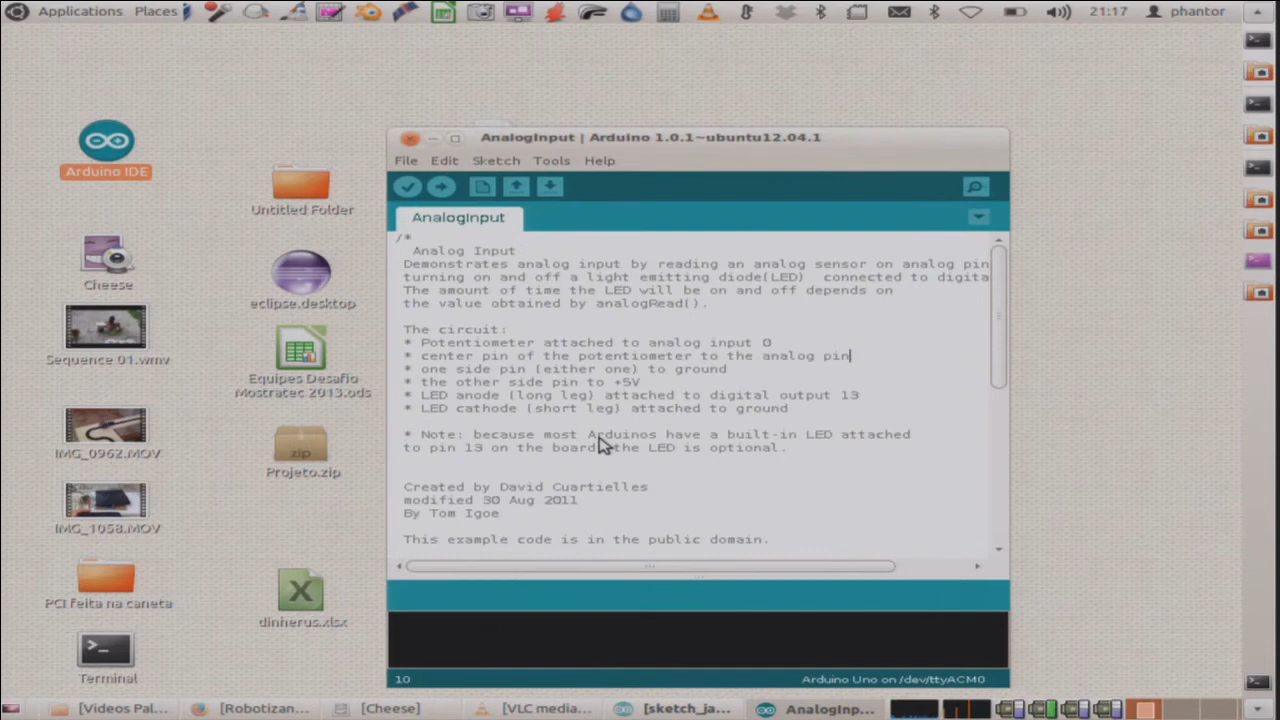 Applications Places 21:17 phantor
Arduino IDE
Untitled Folder
Cheese
eclipse.desktop
Sequence 01.wmv
Equipes Desafio
Mostratec 2013.ods
IMG_0962.MOV
zip
Projeto.zip
IMG_1058.MOV
PCI feita na caneta
dinherus.xlsx
Terminal
AnalogInput | Arduino 1.0.1~ubuntu12.04.1
File Edit Sketch Tools Help
AnalogInput
/*
Analog Input
Demonstrates analog input by reading an analog sensor on analog pin
turning on and off a light emitting diode(LED)  connected to digita
The amount of time the LED will be on and off depends on
the value obtained by analogRead().
The circuit:
* Potentiometer attached to analog input 0
* center pin of the potentiometer to the analog pin
* one side pin (either one) to ground
* the other side pin to +5V
* LED anode (long leg) attached to digital output 13
* LED cathode (short leg) attached to ground
* Note: because most Arduinos have a built-in LED attached
to pin 13 on the board the LED is optional.
Created by David Cuartielles
modified 30 Aug 2011
By Tom Igoe
This example code is in the public domain.
10 Arduino Uno on /dev/ttyACM0
[Videos Pal... [Robotizan... [Cheese] [VLC media... [sketch_ja... AnalogInp...